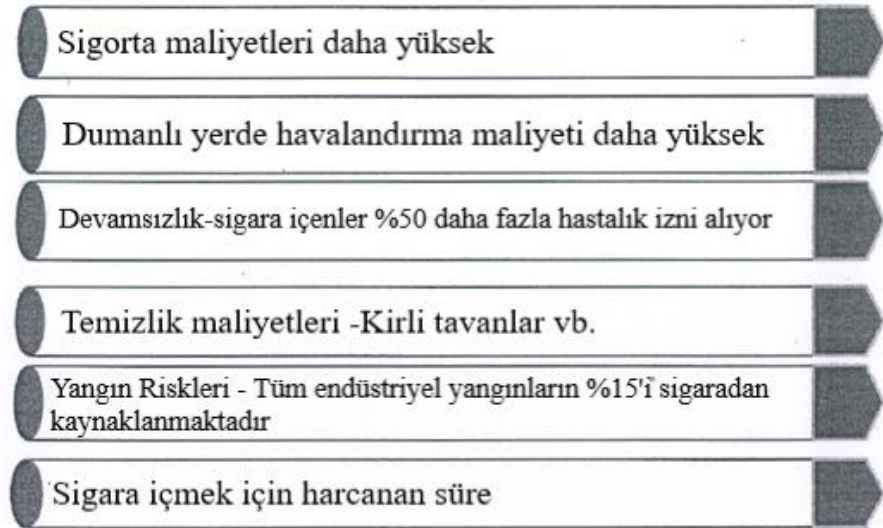 Sigorta maliyetleri daha yüksek
Dumanlı yerde havalandırma maliyeti daha yüksek
Devamsızlık-sigara içenler %50 daha fazla hastalık izni alıyor
Temizlik maliyetleri -Kirli tavanlar vb.
Yangın Riskleri - Tüm endüstriyel yangınların %15'i sigaradan
kaynaklanmaktadır
Sigara içmek için harcanan süre